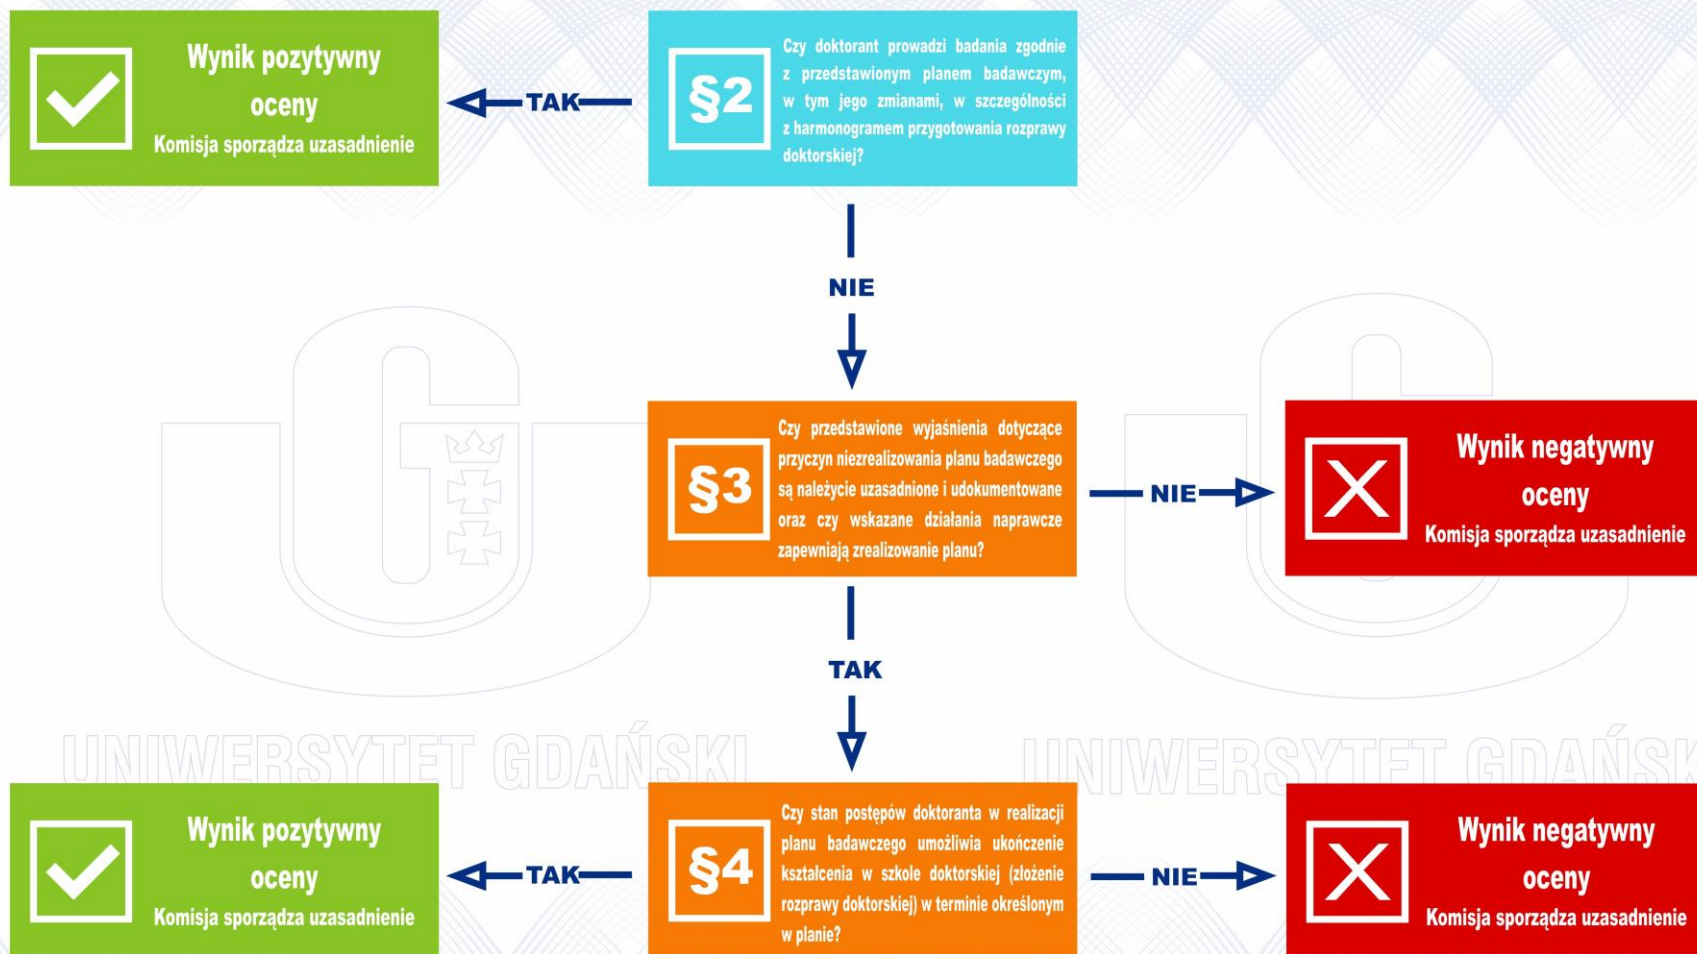 Wynik pozytywny
oceny
Komisja sporządza uzasadnienie
TAK
§2
Czy doktorant prowadzi badania zgodnie
z przedstawionym planem badawczym,
w tym jego zmianami, w szczególności
z harmonogramem przygotowania rozprawy
doktorskiej?
NIE
§3
Czy przedstawione wyjaśnienia dotyczące
przyczyn niezrealizowania planu badawczego
są należycie uzasadnione i udokumentowane
oraz czy wskazane działania naprawcze
zapewniają zrealizowanie planu?
NIE
Wynik negatywny
oceny
Komisja sporządza uzasadnienie
TAK
UNIWERSYTET GDAŃSKI
UNIWERSYTET GDAŃSK
Wynik pozytywny
oceny
Komisja sporządza uzasadnienie
TAK
§4
Czy stan postępów doktoranta w realizacji
planu badawczego umożliwia ukończenie
kształcenia w szkole doktorskiej (złożenie
rozprawy doktorskiej) w terminie określonym
w planie?
NIE
Wynik negatywny
oceny
Komisja sporządza uzasadnienie